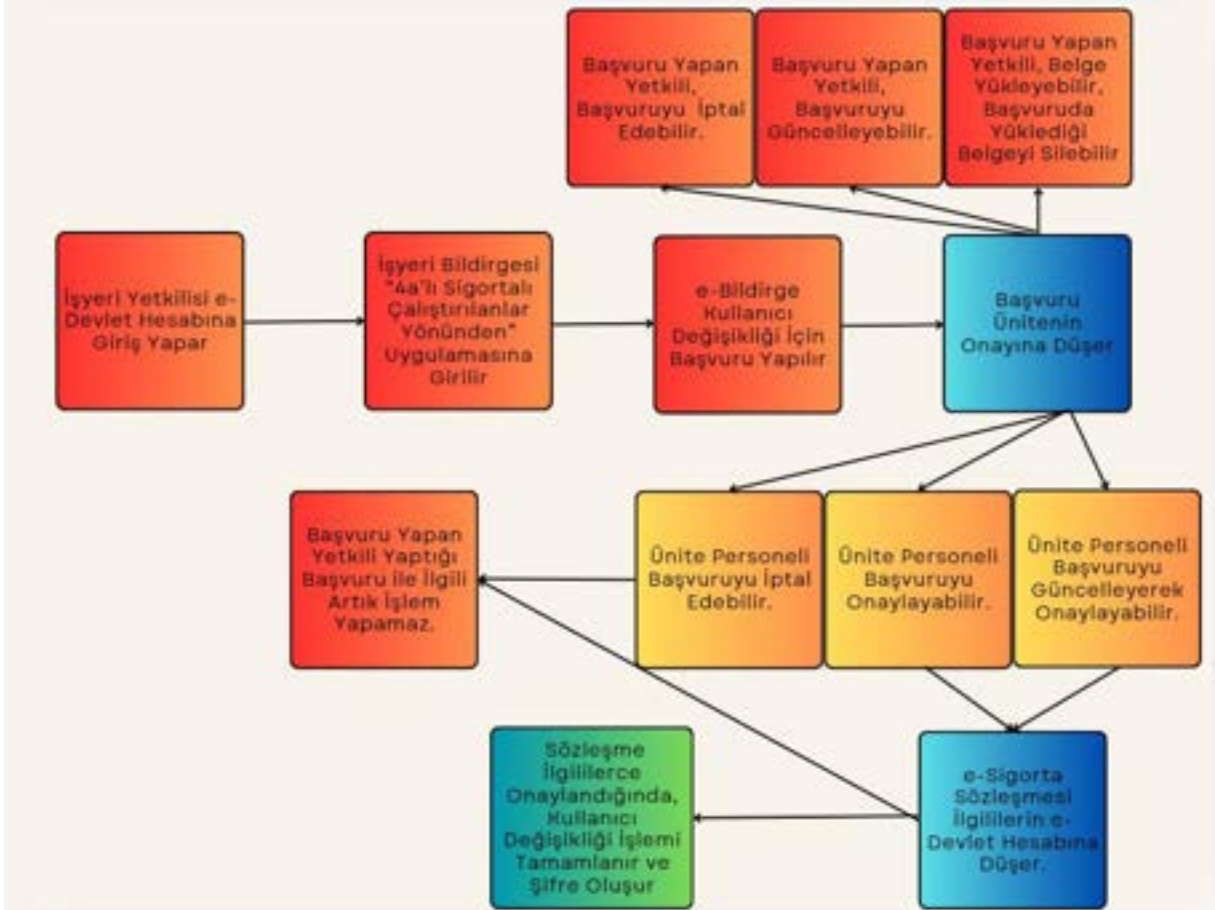 Başvuru Yapan
Yetkili,
Başvuruyu İptal
Edebilir.
Başvuru Yapan
Yetkili,
Başvuruyu
Güncelleyebilir.
Başvuru Yapan
Yetkili, Belge
Yükleyebilir,
Başvuruda
Yüklediği
Belgeyi Silebilir
İşyeri Yetkilisi e-
Devlet Hesabına
Giriş Yapar
İşyeri Bildirgesi
"4a'lı Sigortalı
Çalıştırılanlar
Yönünden"
Uygulamasına
Girilir
e-Bildirge
Kullanıcı
Değişikliği İçin
Başvuru Yapılır
Başvuru
Ünitenin
Onayına Düşer
Başvuru Yapan
Yetkili Yaptığı
Başvuru ile İlgili
Artık İşlem
Yapamaz.
Ünite Personeli
Başvuruyu İptal
Edebilir.
Ünite Personeli
Başvuruyu
Onaylayabilir.
Ünite Personeli
Başvuruyu
Güncelleyerek
Onaylayabilir.
Sözleşme
İlgililerce
Onaylandığında,
Kullanıcı
Değişikliği İşlemi
Tamamlanır ve
Şifre Oluşur
e-Sigorta
Sözleşmesi
İlgililerin e-
Devlet Hesabına
Düşer.